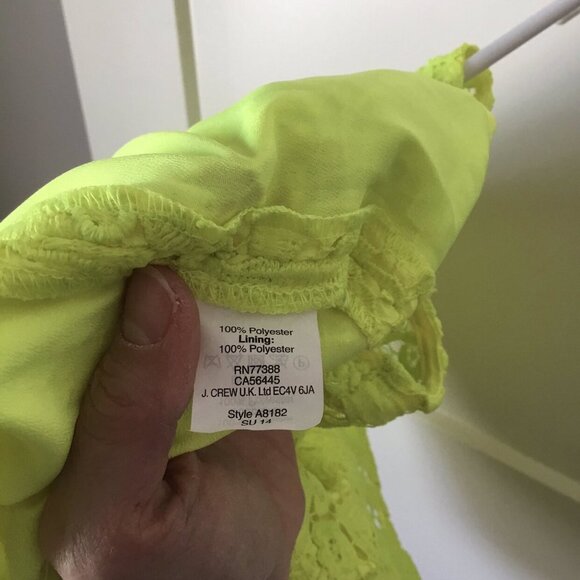 100% Polyester
Lining:
100% Polyester
RN77388
CA56445
J. CREW U.K. Ltd EC4V 6JA
Style A8182
SU 14